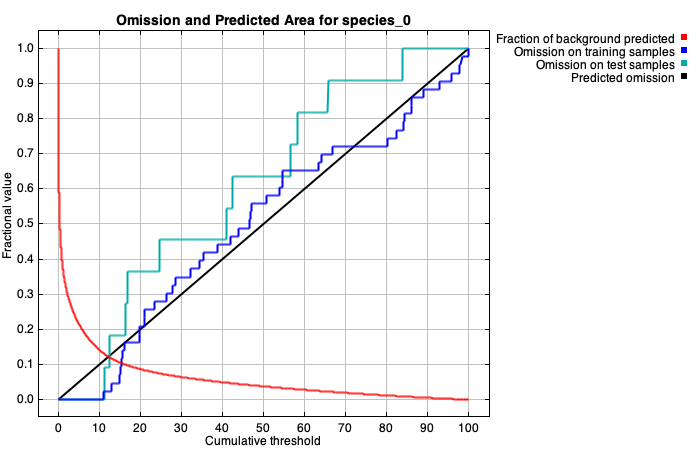 Omission and Predicted Area for species_0
Fraction of background predicted
Omission on training samples
Omission on test samples
Predicted omission
Fractional value
1.0
0.9
0.8
0.7
0.6
0.5
0.4
0.3
0.2
0.1
0.0
0 10 20 30 40 50 60 70 80 90 100
Cumulative threshold